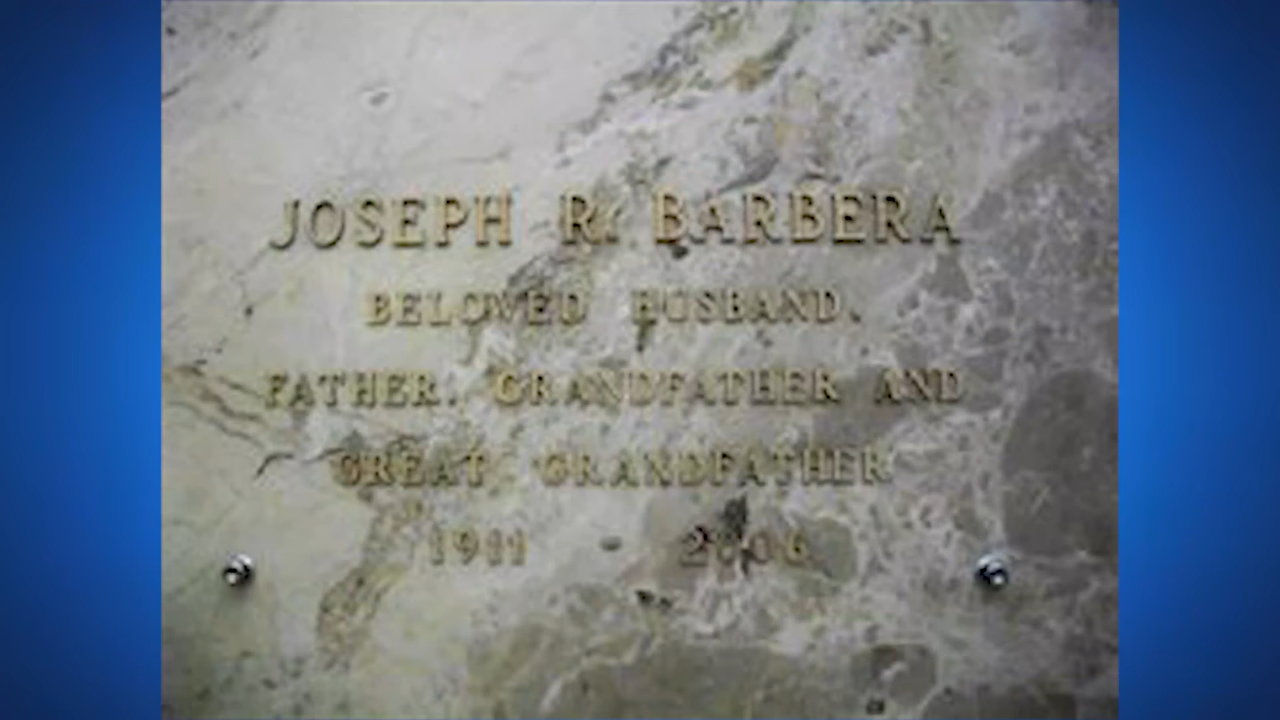 JOSEPH R. BARBERA
BELOVED HUSBAND,
FATHER, GRANDFATHER AND
GREAT GRANDFATHER
1911 - 2006